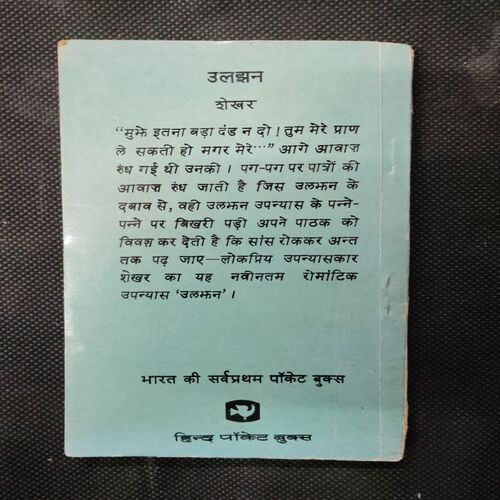 उलझन
शेखर
“मुझे इतना बड़ा दंड न दो! तुम मेरे प्राण
ले सकती हो मगर मेरे···” आगे आवाज़
रुंध गई थी उनकी। पग-पग पर पात्रों की
आवाज़ रुंध जाती है जिस उलझन के
दबाव से, वही उलझन उपन्यास के पन्ने-
पन्ने पर बिखरी पड़ी अपने पाठक को
विवश कर देती है कि सांस रोककर अन्त
तक पढ़ जाए—लोकप्रिय उपन्यासकार
शेखर का यह नवीनतम रोमांटिक
उपन्यास ‘उलझन’।
भारत की सर्वप्रथम पॉकेट बुक्स
हिन्द पॉकेट बुक्स